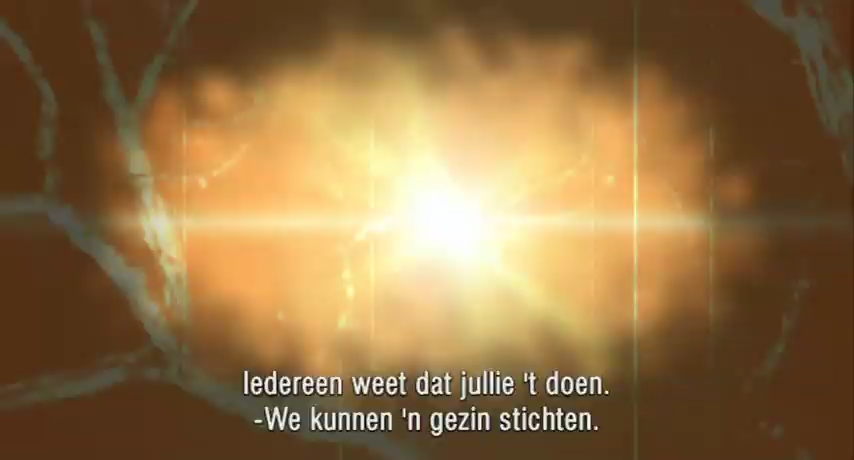 Iedereen weet dat jullie 't doen.
-We kunnen 'n gezin stichten.